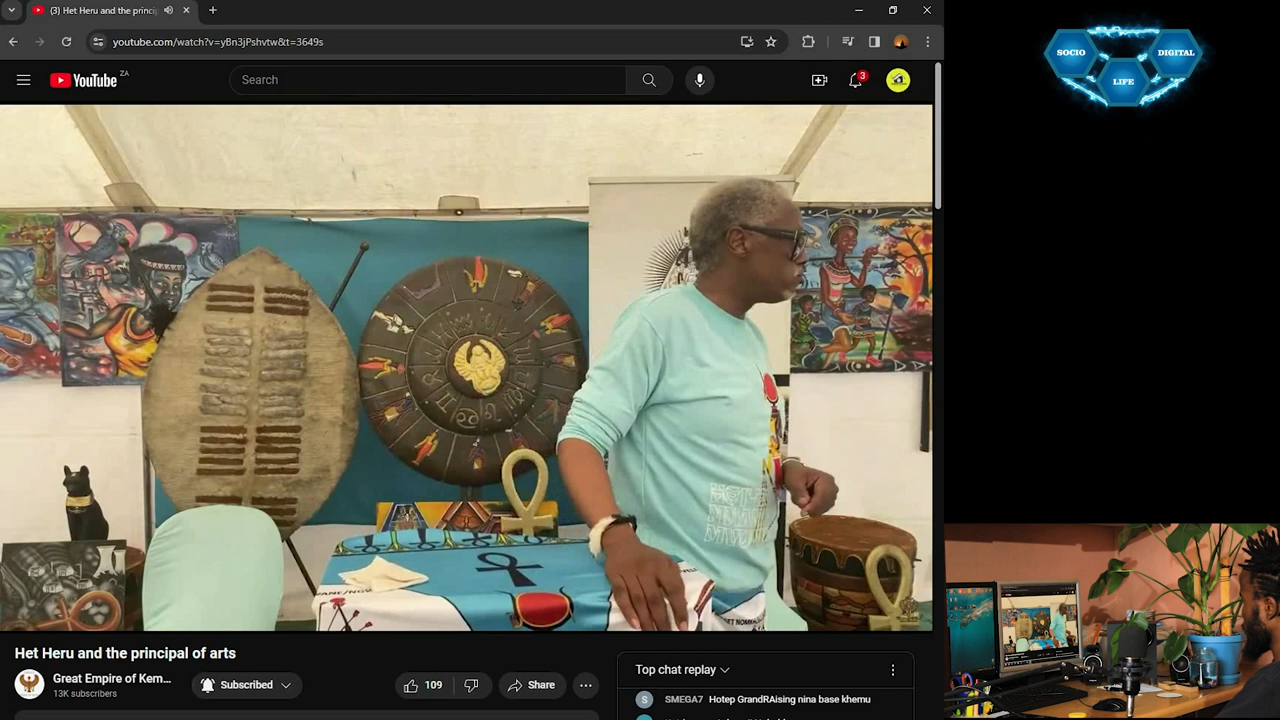 (3) Het Heru and the princip
youtube.com/watch?v=yBn3jPshvtw&t=3649s
YouTube ZA
Search
3
SOCIO
DIGITAL
LIFE
Het Heru and the principal of arts
Great Empire of Kem...
13K subscribers
Subscribed
109
Share
Top chat replay
S
SMEGA7 Hotep GrandRAising nina base khemu